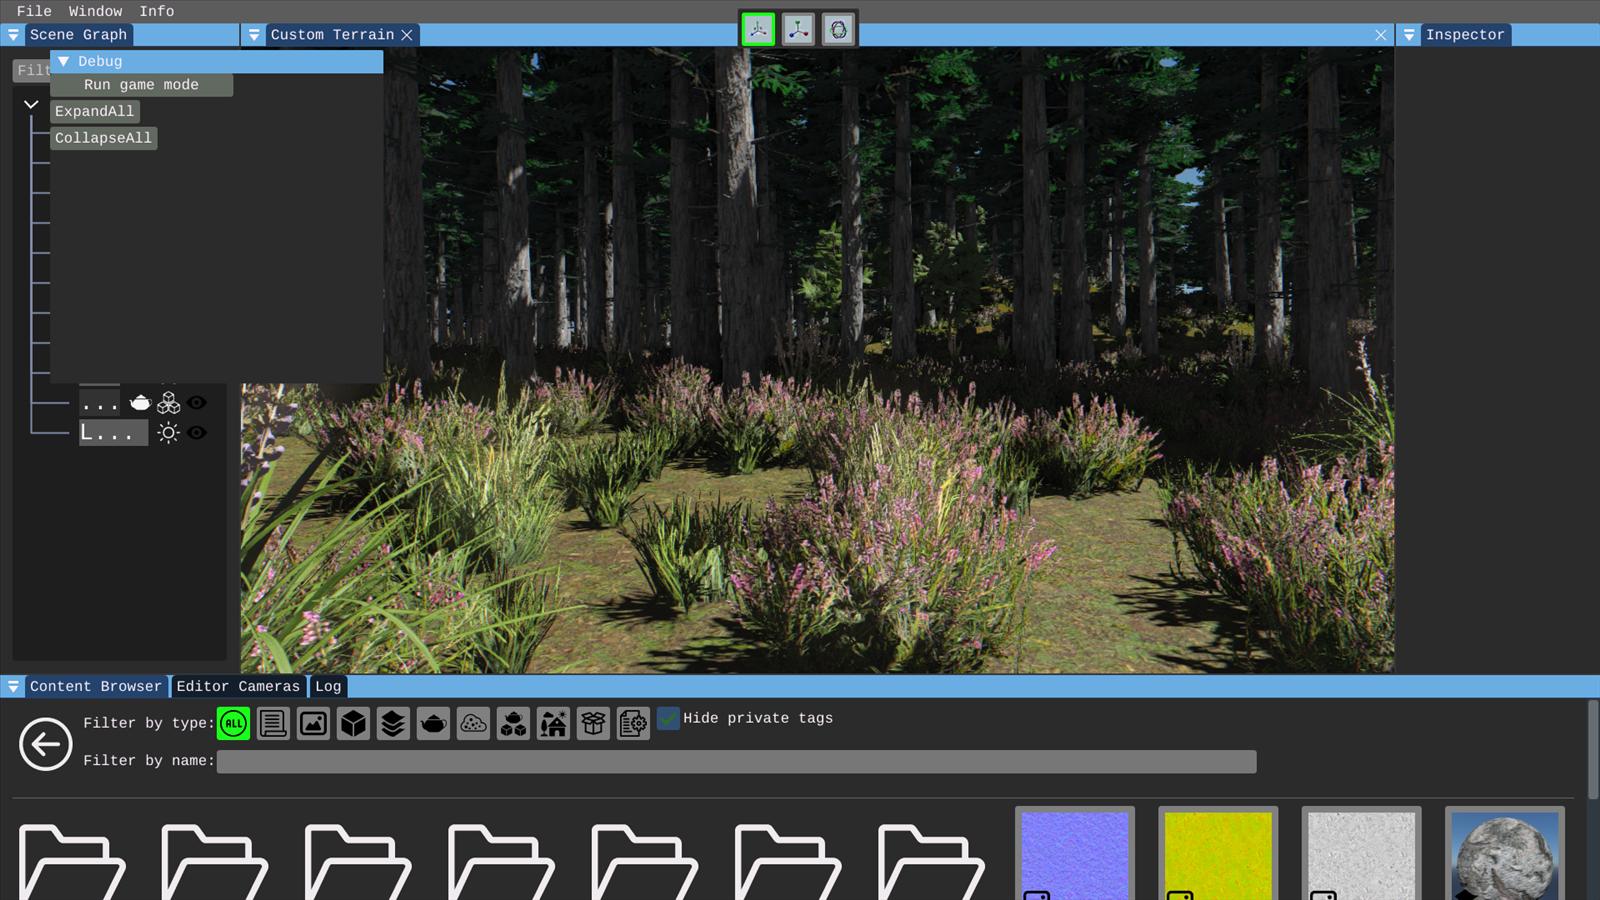 File Window Info
Scene Graph
Custom Terrain
Inspector
Filt
Debug
Run game mode
ExpandAll
CollapseAll
...
L...
Content Browser
Editor Cameras
Log
Filter by type:
ALL
Hide private tags
Filter by name: